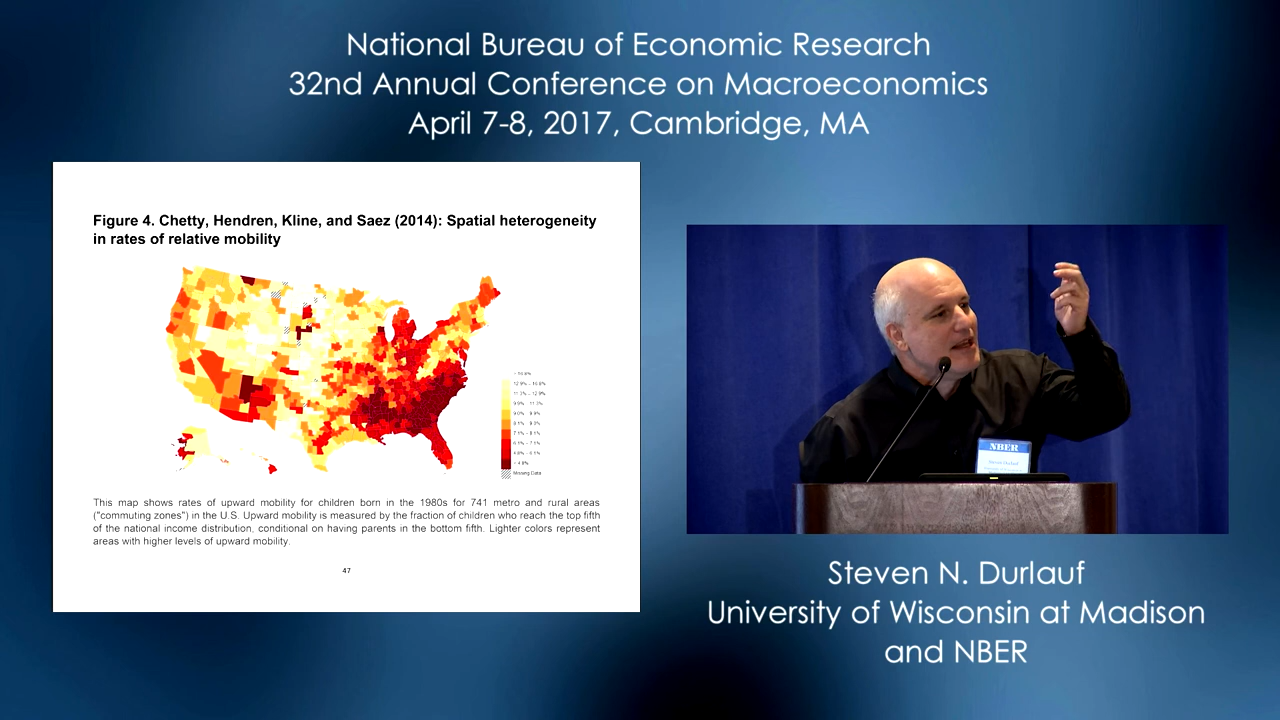 National Bureau of Economic Research
32nd Annual Conference on Macroeconomics
April 7-8, 2017, Cambridge, MA
Figure 4. Chetty, Hendren, Kline, and Saez (2014): Spatial heterogeneity
in rates of relative mobility
Missing Data
This map shows rates of upward mobility for children born in the 1980s for 741 metro and rural areas
("commuting zones") in the U.S. Upward mobility is measured by the fraction of children who reach the top fifth
of the national income distribution, conditional on having parents in the bottom fifth. Lighter colors represent
areas with higher levels of upward mobility.
47
NBER
Steven Durlauf
Steven N. Durlauf
University of Wisconsin at Madison
and NBER